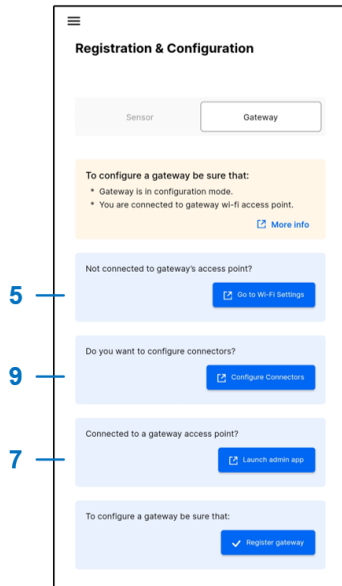 Registration & Configuration
Sensor
Gateway
To configure a gateway be sure that:
* Gateway is in configuration mode.
* You are connected to gateway wi-fi access point.
More info
Not connected to gateway's access point?
5
Go to Wi-Fi Settings
Do you want to configure connectors?
9
Configure Connectors
Connected to a gateway access point?
7
Launch admin app
To configure a gateway be sure that:
Register gateway